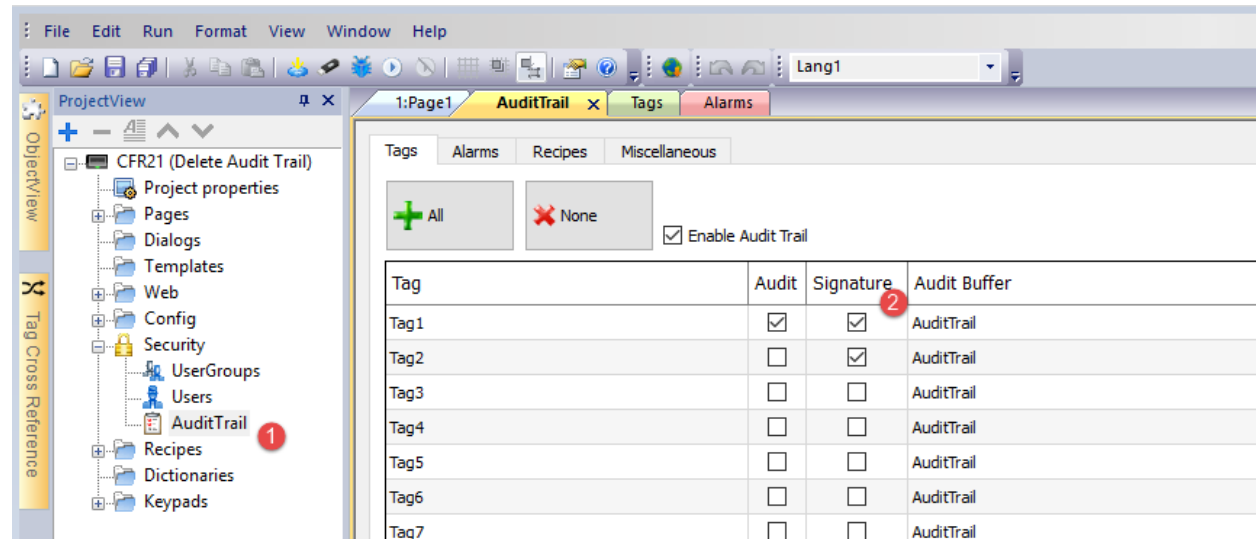 File Edit Run Format View Window Help
Lang1
ProjectView
1:Page1 AuditTrail Tags Alarms
ObjectView
Tag Cross Reference
CFR21 (Delete Audit Trail)
Project properties
Pages
Dialogs
Templates
Web
Config
Security
UserGroups
Users
AuditTrail
1
Recipes
Dictionaries
Keypads
Tags Alarms Recipes Miscellaneous
All None Enable Audit Trail
Tag Audit Signature Audit Buffer
2
Tag1 AuditTrail
Tag2 AuditTrail
Tag3 AuditTrail
Tag4 AuditTrail
Tag5 AuditTrail
Tag6 AuditTrail
Tag7 AuditTrail